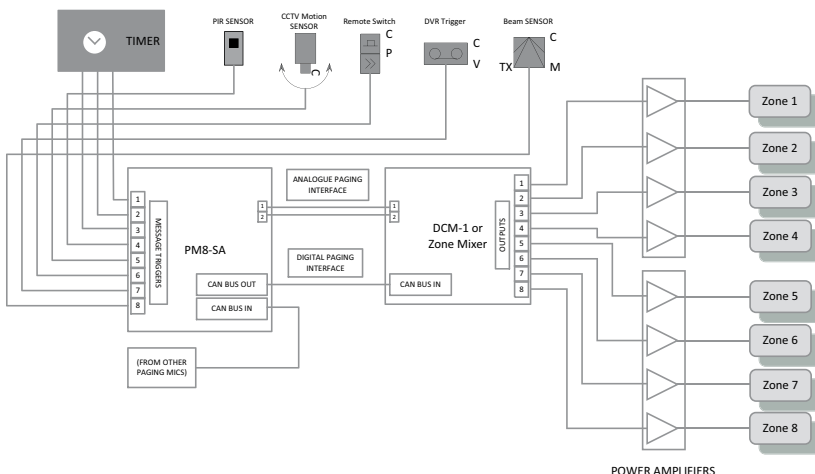 TIMER
PIR SENSOR
CCTV Motion
SENSOR
C
Remote Switch
C
P
DVR Trigger
C
V
Beam SENSOR
C
TX
M
1
2
3
4
5
6
7
8
MESSAGE TRIGGERS
PM8-SA
1
2
CAN BUS OUT
CAN BUS IN
(FROM OTHER
PAGING MICS)
ANALOGUE PAGING
INTERFACE
DIGITAL PAGING
INTERFACE
1
2
DCM-1 or
Zone Mixer
CAN BUS IN
OUTPUTS
1
2
3
4
5
6
7
8
Zone 1
Zone 2
Zone 3
Zone 4
Zone 5
Zone 6
Zone 7
Zone 8
POWER AMPLIFIERS